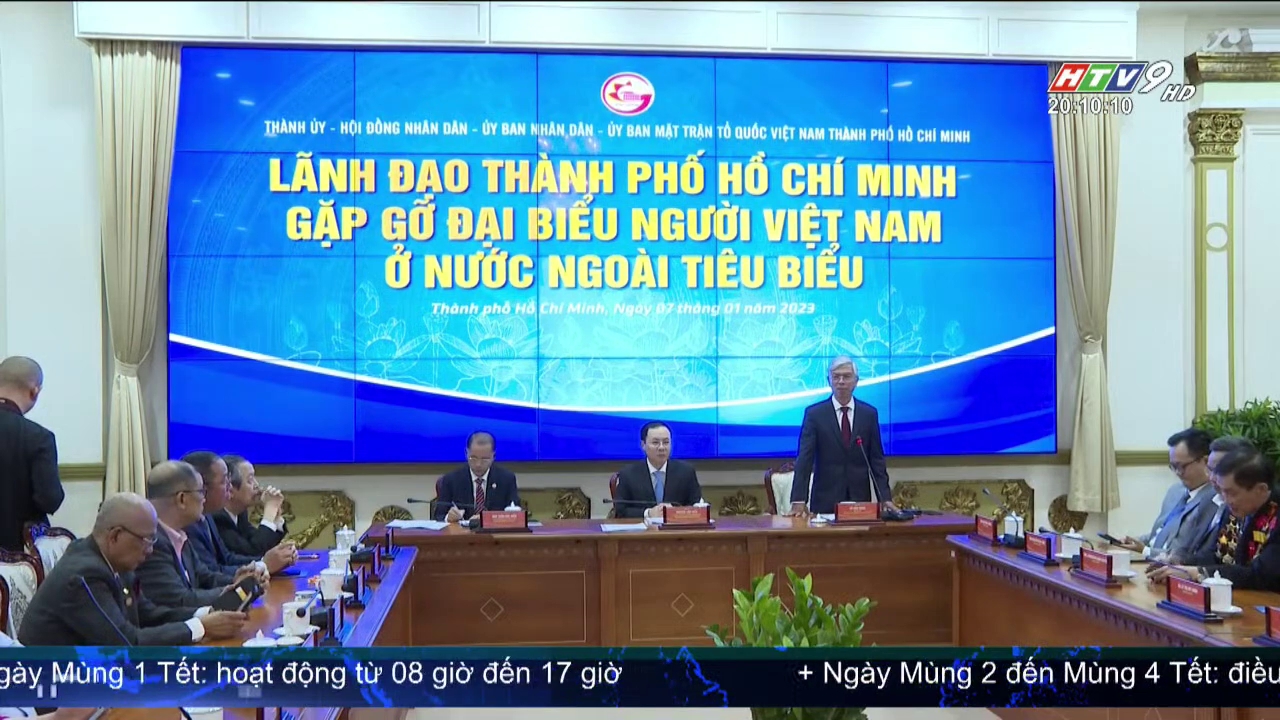 HTV9 HD
20:10:10
THÀNH ỦY - HỘI ĐỒNG NHÂN DÂN - ỦY BAN NHÂN DÂN - ỦY BAN MẶT TRẬN TỔ QUỐC VIỆT NAM THÀNH PHỐ HỒ CHÍ MINH
LÃNH ĐẠO THÀNH PHỐ HỒ CHÍ MINH
GẶP GỠ ĐẠI BIỂU NGƯỜI VIỆT NAM
Ở NƯỚC NGOÀI TIÊU BIỂU
Thành phố Hồ Chí Minh, Ngày 07 tháng 01 năm 2023
gày Mùng 1 Tết: hoạt động từ 08 giờ đến 17 giờ + Ngày Mùng 2 đến Mùng 4 Tết: điều